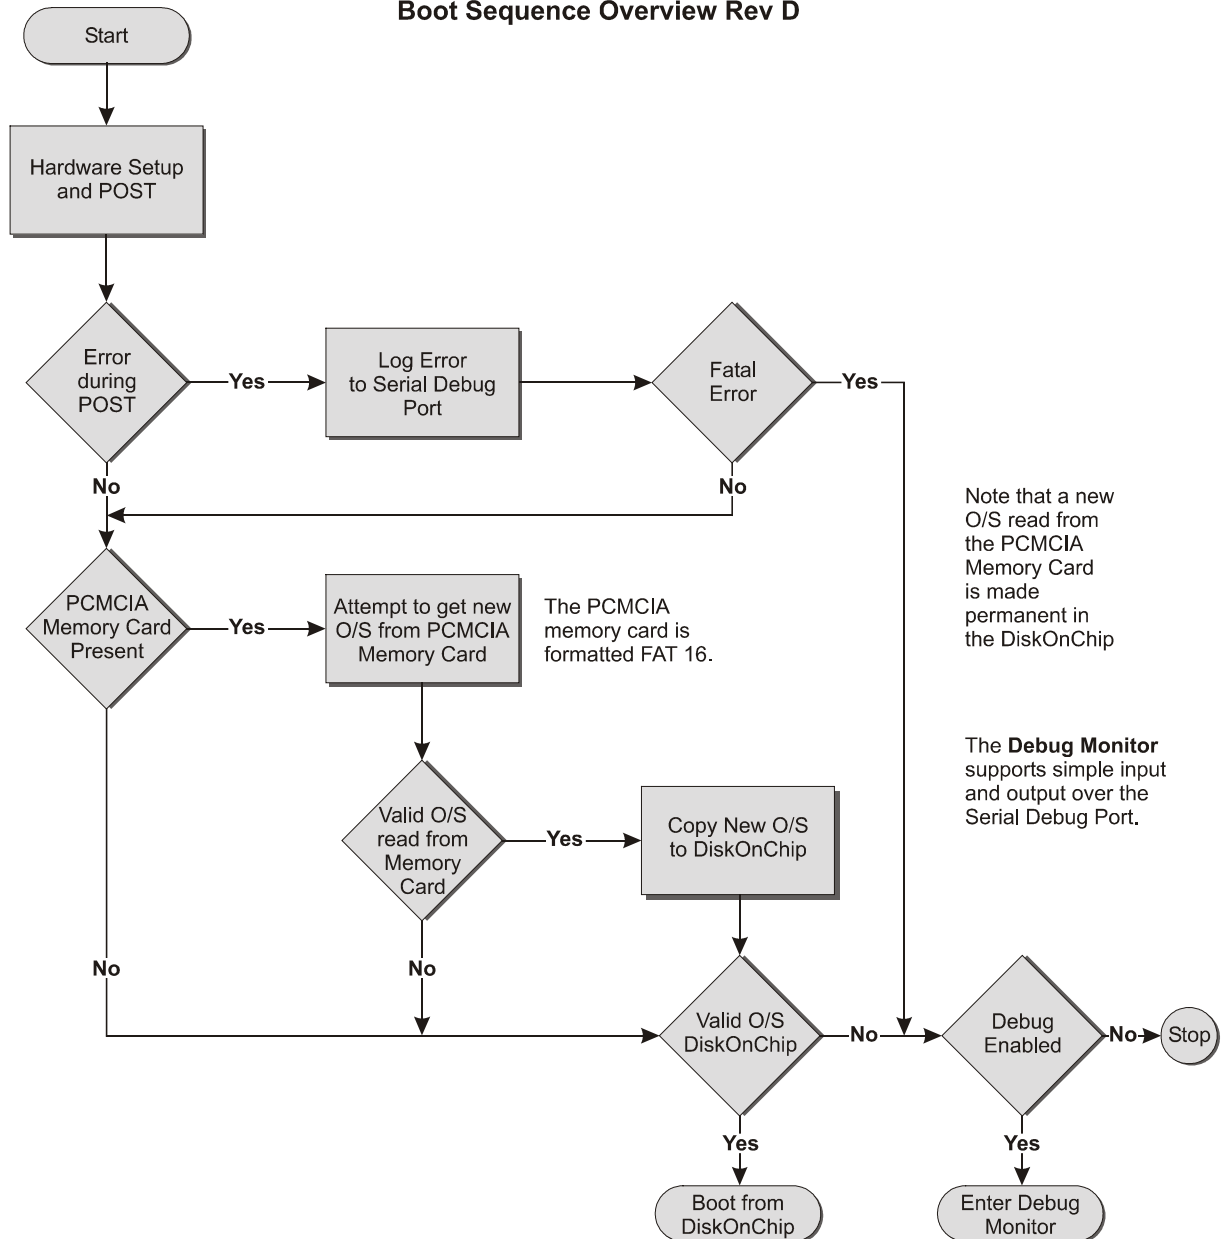 Boot Sequence Overview Rev D
Start
Hardware Setup
and POST
Error
during
POST
Yes
Log Error
to Serial Debug
Port
Fatal
Error
Yes
No
No
Note that a new
O/S read from
the PCMCIA
Memory Card
is made
permanent in
the DiskOnChip
PCMCIA
Memory Card
Present
Yes
Attempt to get new
O/S from PCMCIA
Memory Card
The PCMCIA
memory card is
formatted FAT 16.
The Debug Monitor
supports simple input
and output over the
Serial Debug Port.
Valid O/S
read from
Memory
Card
Yes
Copy New O/S
to DiskOnChip
No
No
Valid O/S
DiskOnChip
No
Debug
Enabled
No
Stop
Yes
Yes
Boot from
DiskOnChip
Enter Debug
Monitor